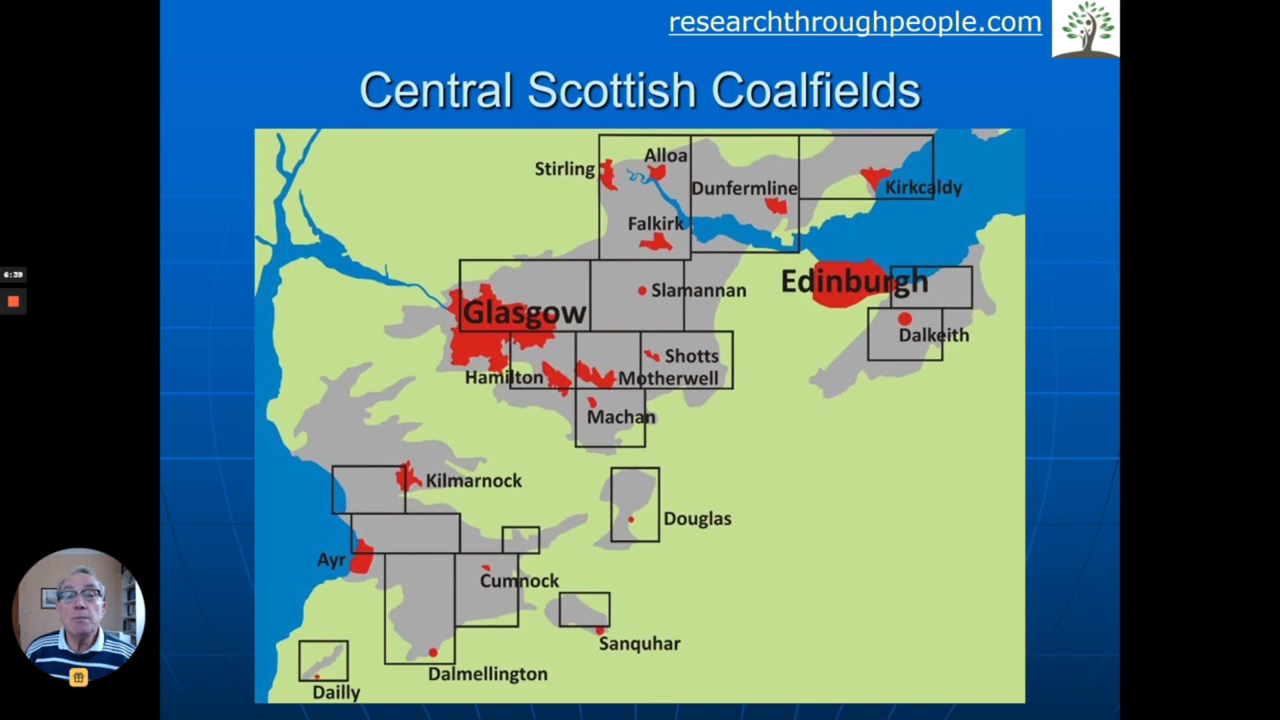 researchthroughpeople.com
Central Scottish Coalfields
Stirling
Alloa
Dunfermline
Kirkcaldy
Falkirk
Edinburgh
Slamannan
Glasgow
Dalkeith
Shotts
Hamilton
Motherwell
Machan
Kilmarnock
Douglas
Ayr
Cumnock
Sanquhar
Dalmellington
Dailly
6:39